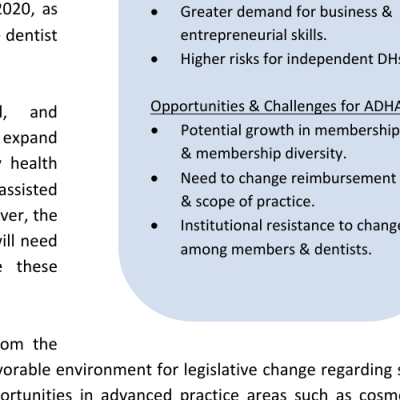 2020, as
dentist
and
expand
health
assisted
ver, the
will need
these
• Greater demand for business &
entrepreneurial skills.
• Higher risks for independent DHs
Opportunities & Challenges for ADHA
• Potential growth in membership
& membership diversity.
• Need to change reimbursement
& scope of practice.
• Institutional resistance to change
among members & dentists.
om the
vorable environment for legislative change regarding
ortunities in advanced practice areas such as cosm